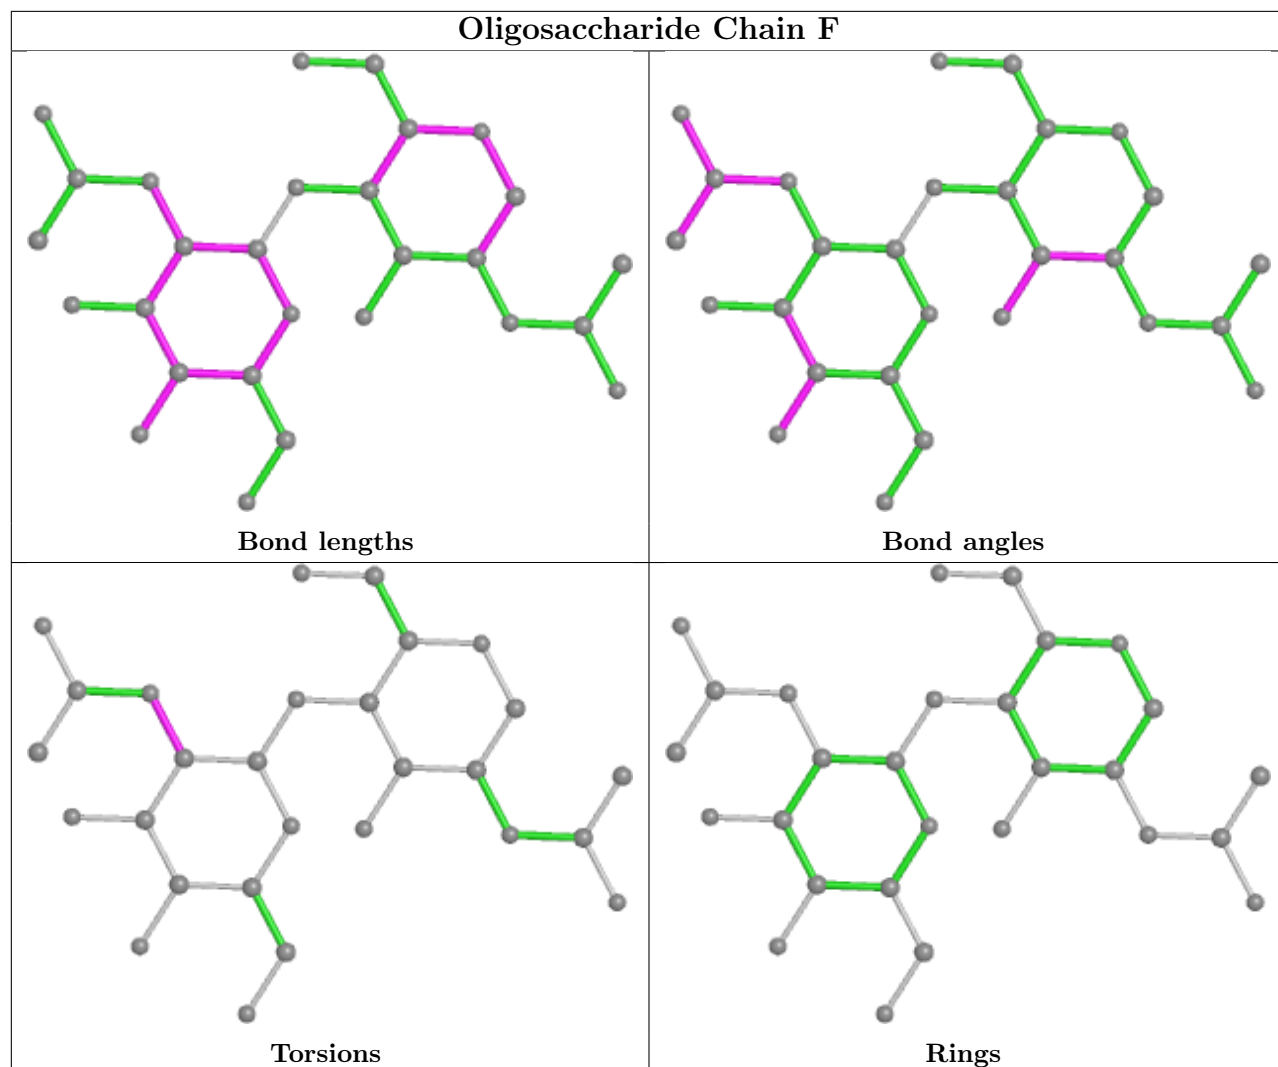 Oligosaccharide Chain F
Bond lengths
Bond angles
Torsions
Rings